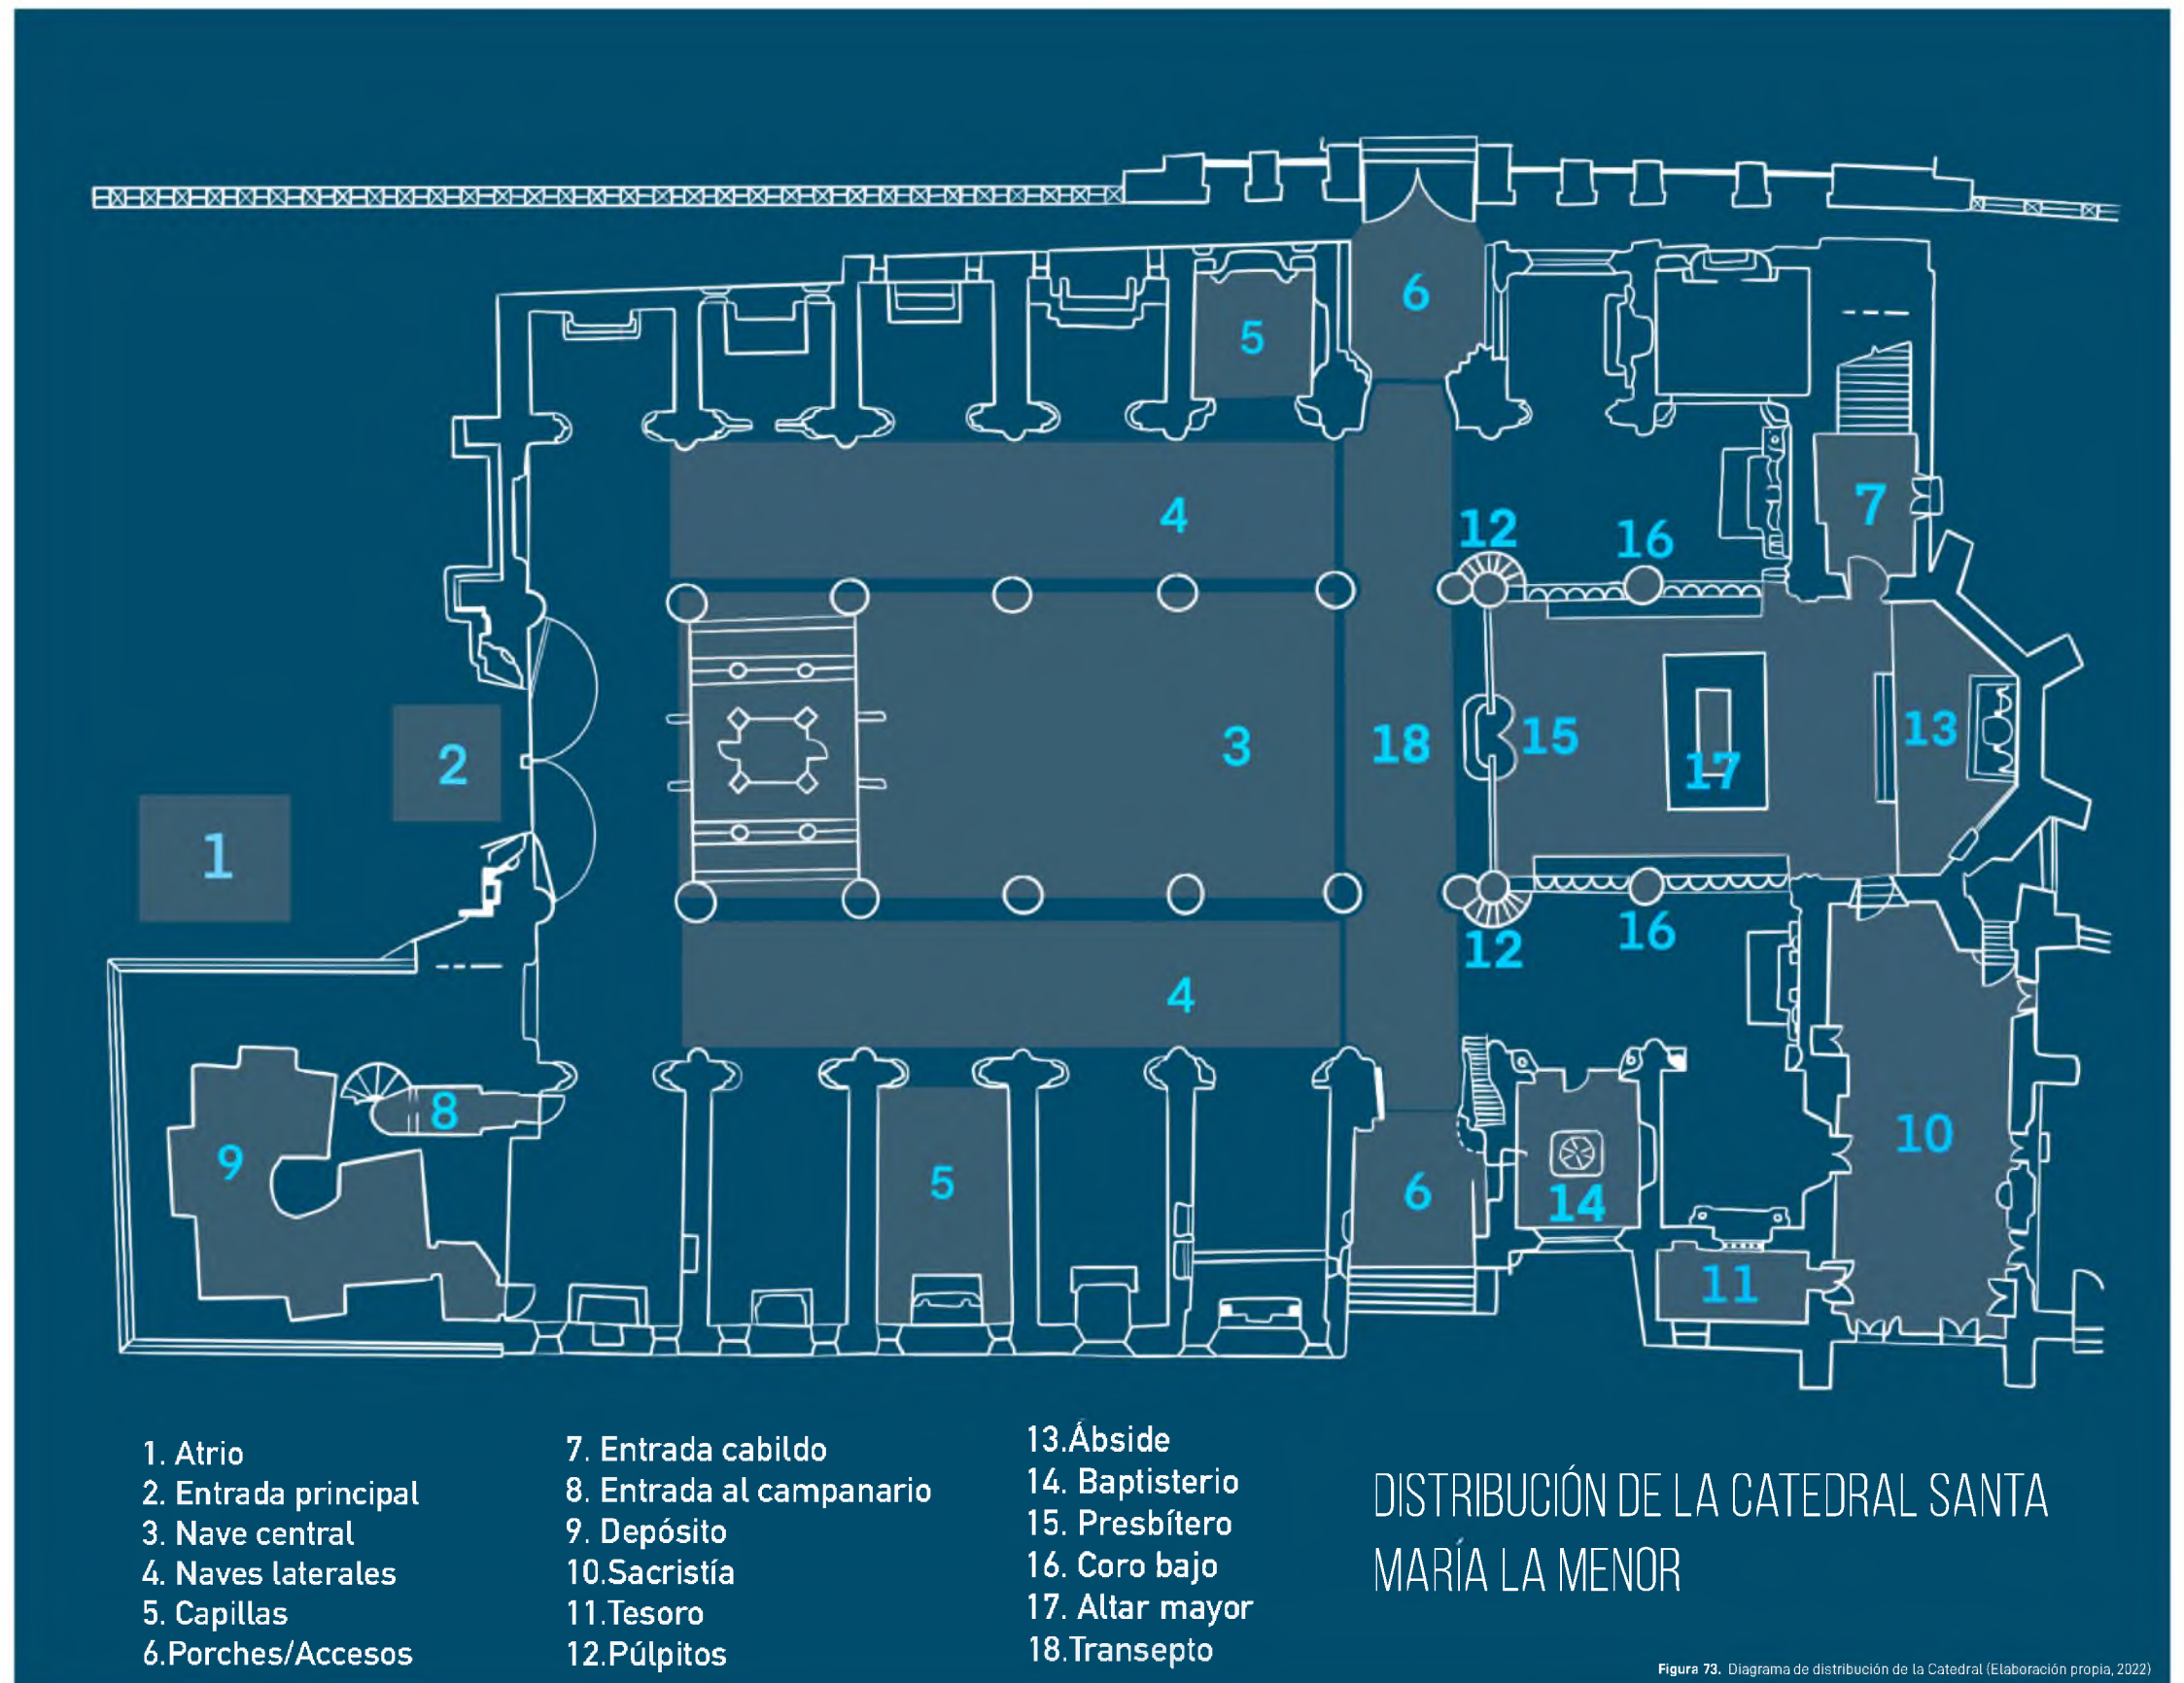 6
5
4
7
12
16
3
18
15
17
13
2
1
12
16
4
8
9
5
6
14
10
11
1. Atrio
2. Entrada principal
3. Nave central
4. Naves laterales
5. Capillas
6.Porches/Accesos
7. Entrada cabildo
8. Entrada al campanario
9. Depósito
10.Sacristía
11.Tesoro
12.Púlpitos
13.Ábside
14. Baptisterio
15. Presbítero
16. Coro bajo
17. Altar mayor
18.Transepto
DISTRIBUCIÓN DE LA CATEDRAL SANTA
MARÍA LA MENOR
Figura 73. Diagrama de distribución de la Catedral (Elaboración propia, 2022)